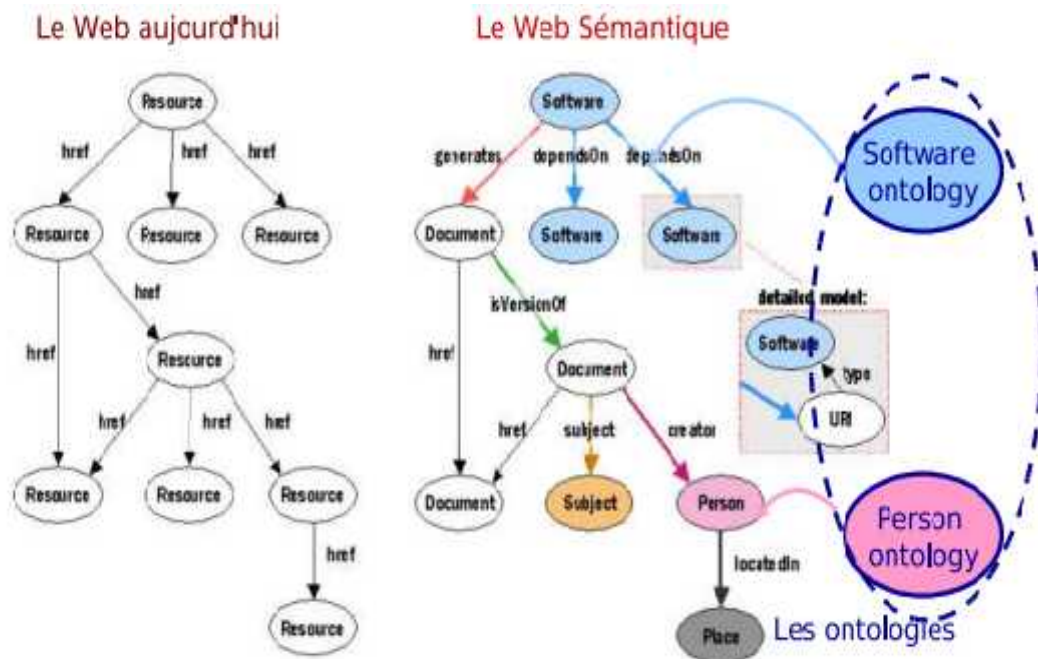 Le Web aujourd'hui
Resource
href
href
href
Resource
Resource
Resource
href
href
Resource
href
href
href
Resource
Resource
Resource
href
Resource
Le Web Sémantique
Software
generates
dependsOn
dependsOn
Document
Software
Software
isVersionOf
href
Document
href
subject
creator
Document
Subject
Person
locatedIn
Place
detailed model:
Software
type
URI
Software
ontology
Person
ontology
Les ontologies